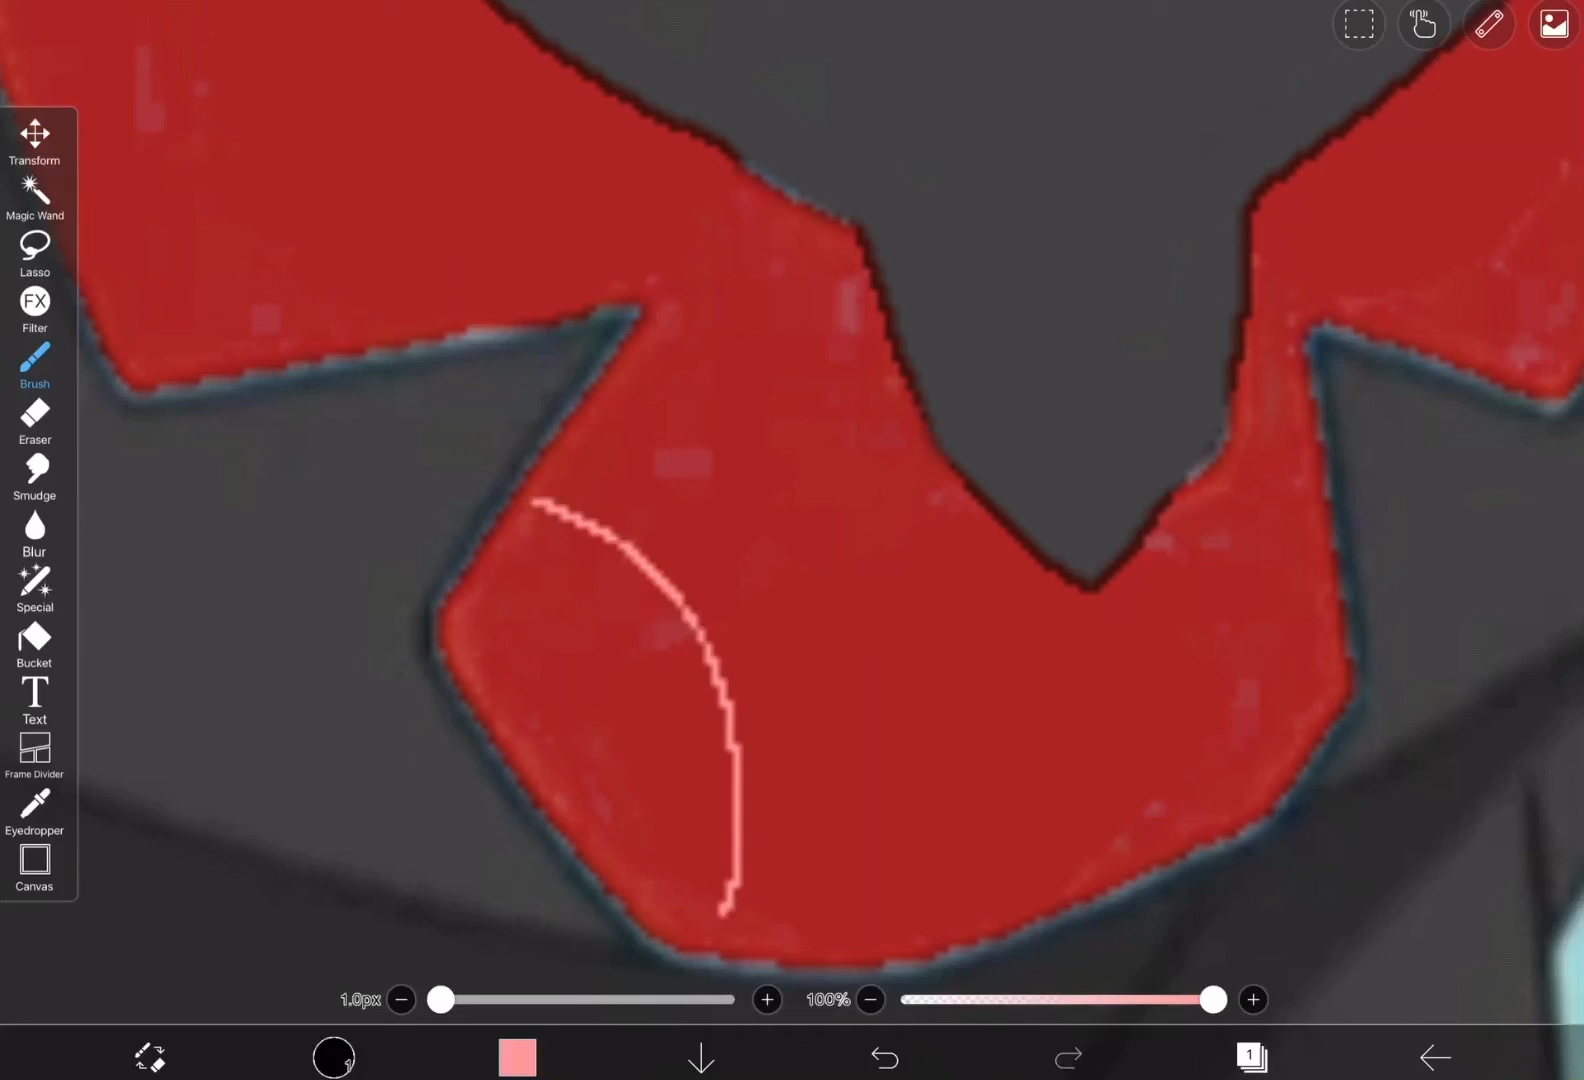 Transform
Magic Wand
Lasso
FX
Filter
Brush
Eraser
Smudge
Blur
Special
Bucket
T
Text
Frame Divider
Eyedropper
Canvas
1.0px
100%
1
1